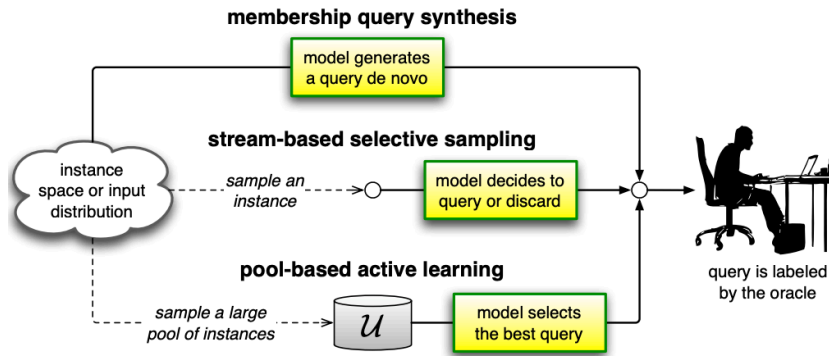 membership query synthesis
model generates
a query de novo
stream-based selective sampling
instance
space or input
distribution
sample an
instance
model decides to
query or discard
query is labeled
by the oracle
pool-based active learning
sample a large
pool of instances
U
model selects
the best query